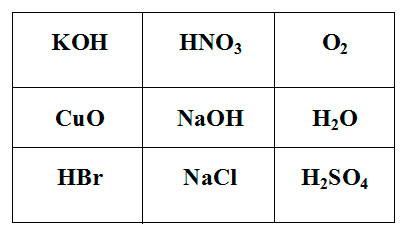 KOH HNO₃ O₂
CuO NaOH H₂O
HBr NaCl H₂SO₄